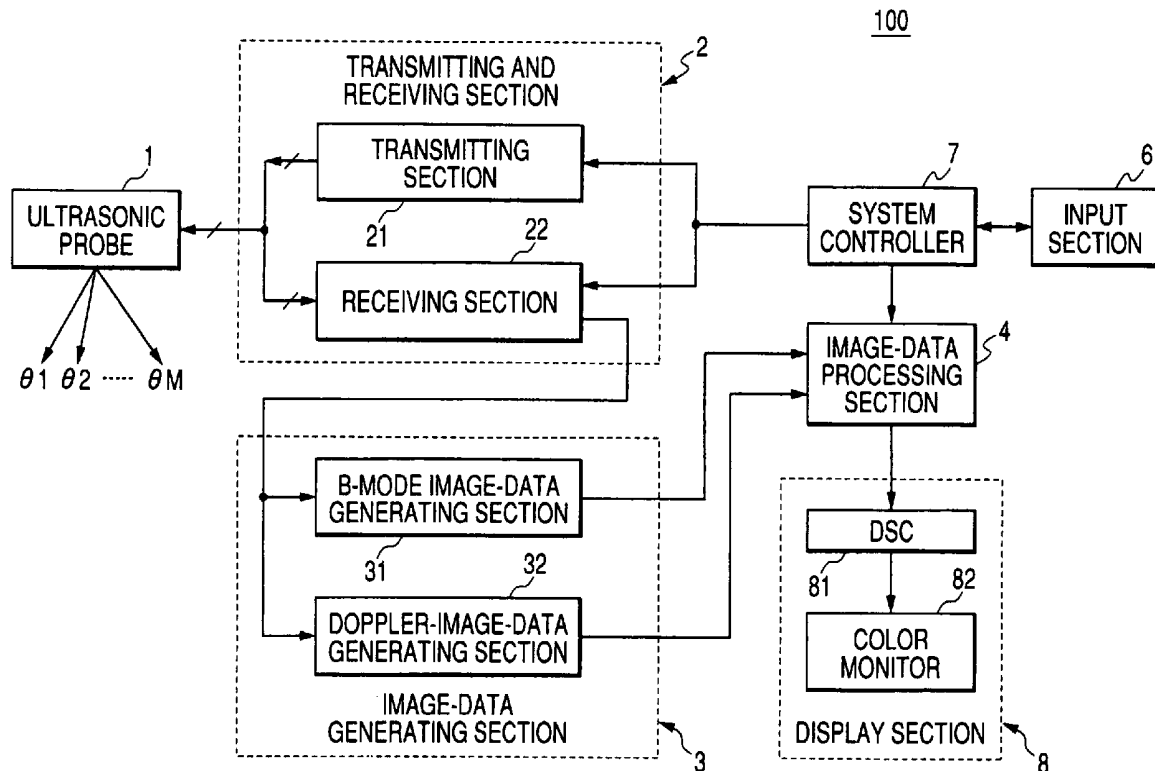 100
2
TRANSMITTING AND
RECEIVING SECTION
1
ULTRASONIC
PROBE
TRANSMITTING
SECTION
21
22
RECEIVING SECTION
7
SYSTEM
CONTROLLER
6
INPUT
SECTION
θ1 θ2 ····· θM
4
IMAGE-DATA
PROCESSING
SECTION
B-MODE IMAGE-DATA
GENERATING SECTION
31
32
DOPPLER-IMAGE-DATA
GENERATING SECTION
IMAGE-DATA
GENERATING SECTION
3
DSC
81
82
COLOR
MONITOR
DISPLAY SECTION
8